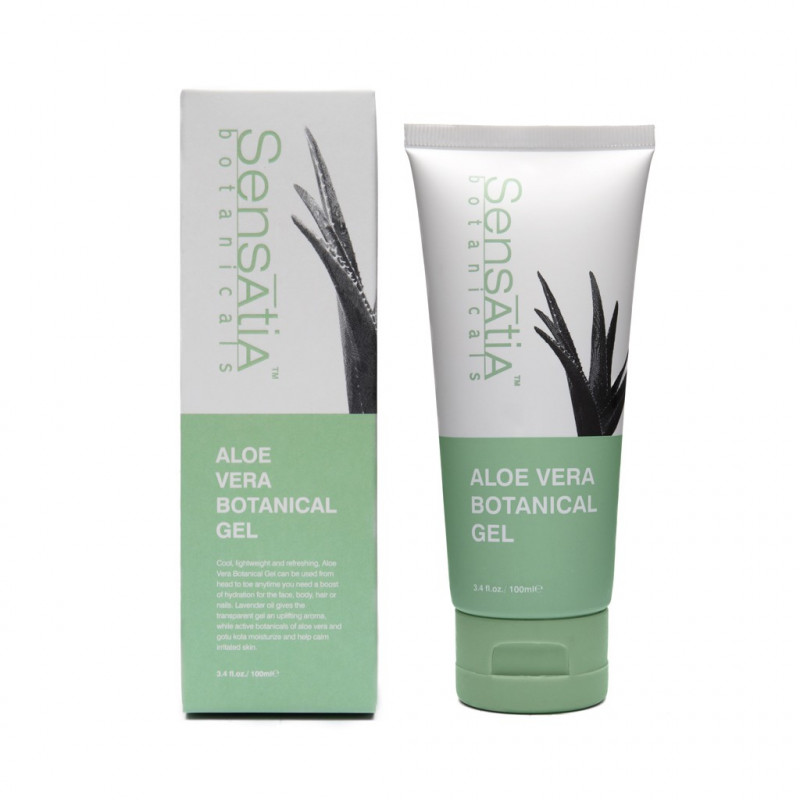 Sensatia
botanicals
TM
ALOE
VERA
BOTANICAL
GEL
Cool, lightweight and refreshing, Aloe
Vera Botanical Gel can be used from
head to toe anytime you need a boost
of hydration for the face, body, hair or
nails. Lavender oil gives the
transparent gel an uplifting aroma,
while active botanicals of aloe vera and
gotu kola moisturize and help calm
irritated skin.
3.4 fl.oz./ 100ml℮
Sensatia
botanicals
TM
ALOE VERA
BOTANICAL
GEL
3.4 fl.oz./ 100ml℮